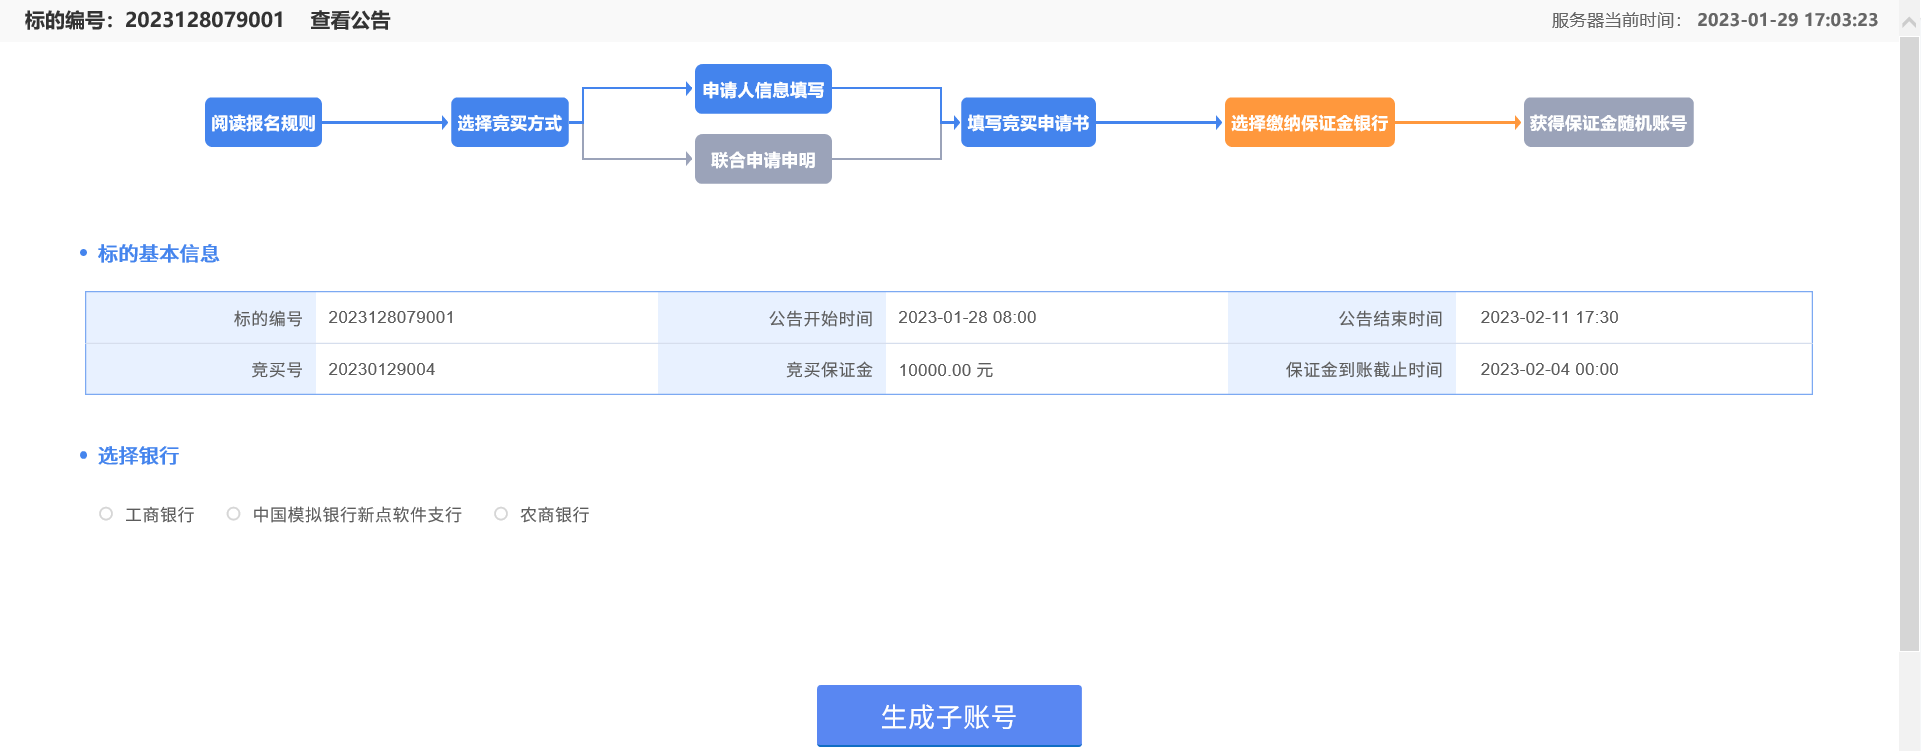 标的编号：2023128079001 查看公告 服务器当前时间： 2023-01-29 17:03:23
申请人信息填写
阅读报名规则 选择竞买方式 填写竞买申请书 选择缴纳保证金银行 获得保证金随机账号
联合申请申明
标的基本信息
标的编号 2023128079001 公告开始时间 2023-01-28 08:00 公告结束时间 2023-02-11 17:30
竞买号 20230129004 竞买保证金 10000.00 元 保证金到账截止时间 2023-02-04 00:00
选择银行
工商银行 中国模拟银行新点软件支行 农商银行
生成子账号